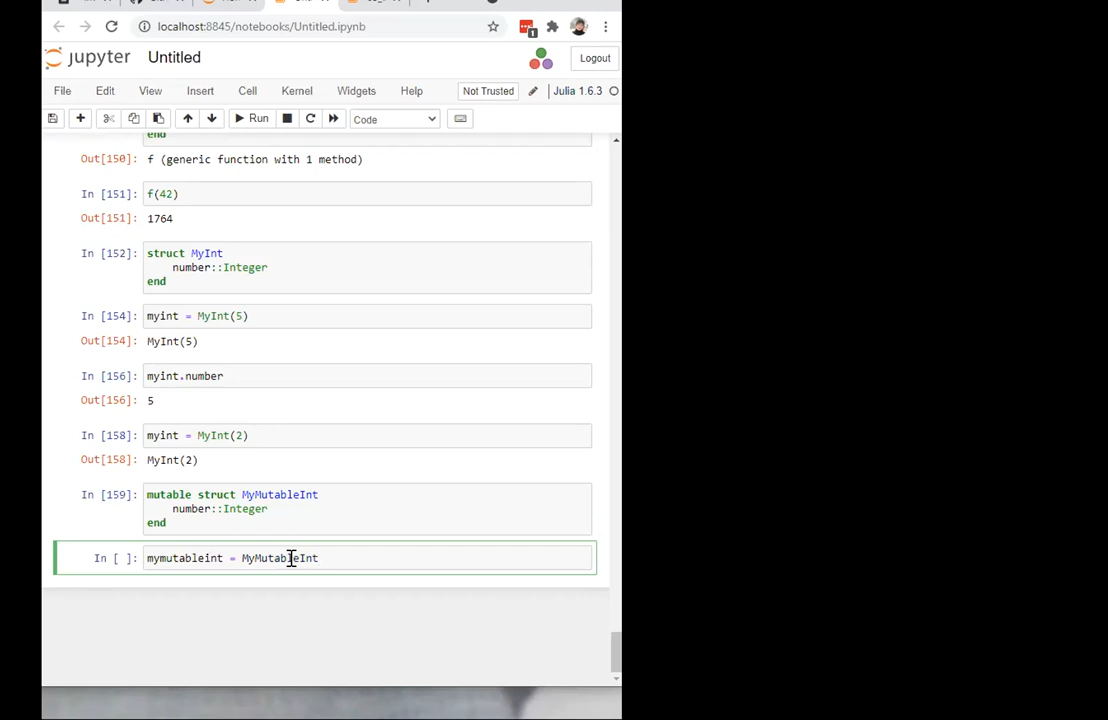 localhost:8845/notebooks/Untitled.ipynb
1
jupyter Untitled
Logout
File Edit View Insert Cell Kernel Widgets Help
Not Trusted
Julia 1.6.3
Run
Code
end
Out[150]: f (generic function with 1 method)
In [151]: f(42)
Out[151]: 1764
In [152]: struct MyInt
number::Integer
end
In [154]: myint = MyInt(5)
Out[154]: MyInt(5)
In [156]: myint.number
Out[156]: 5
In [158]: myint = MyInt(2)
Out[158]: MyInt(2)
In [159]: mutable struct MyMutableInt
number::Integer
end
In [ ]: mymutableint = MyMutableInt